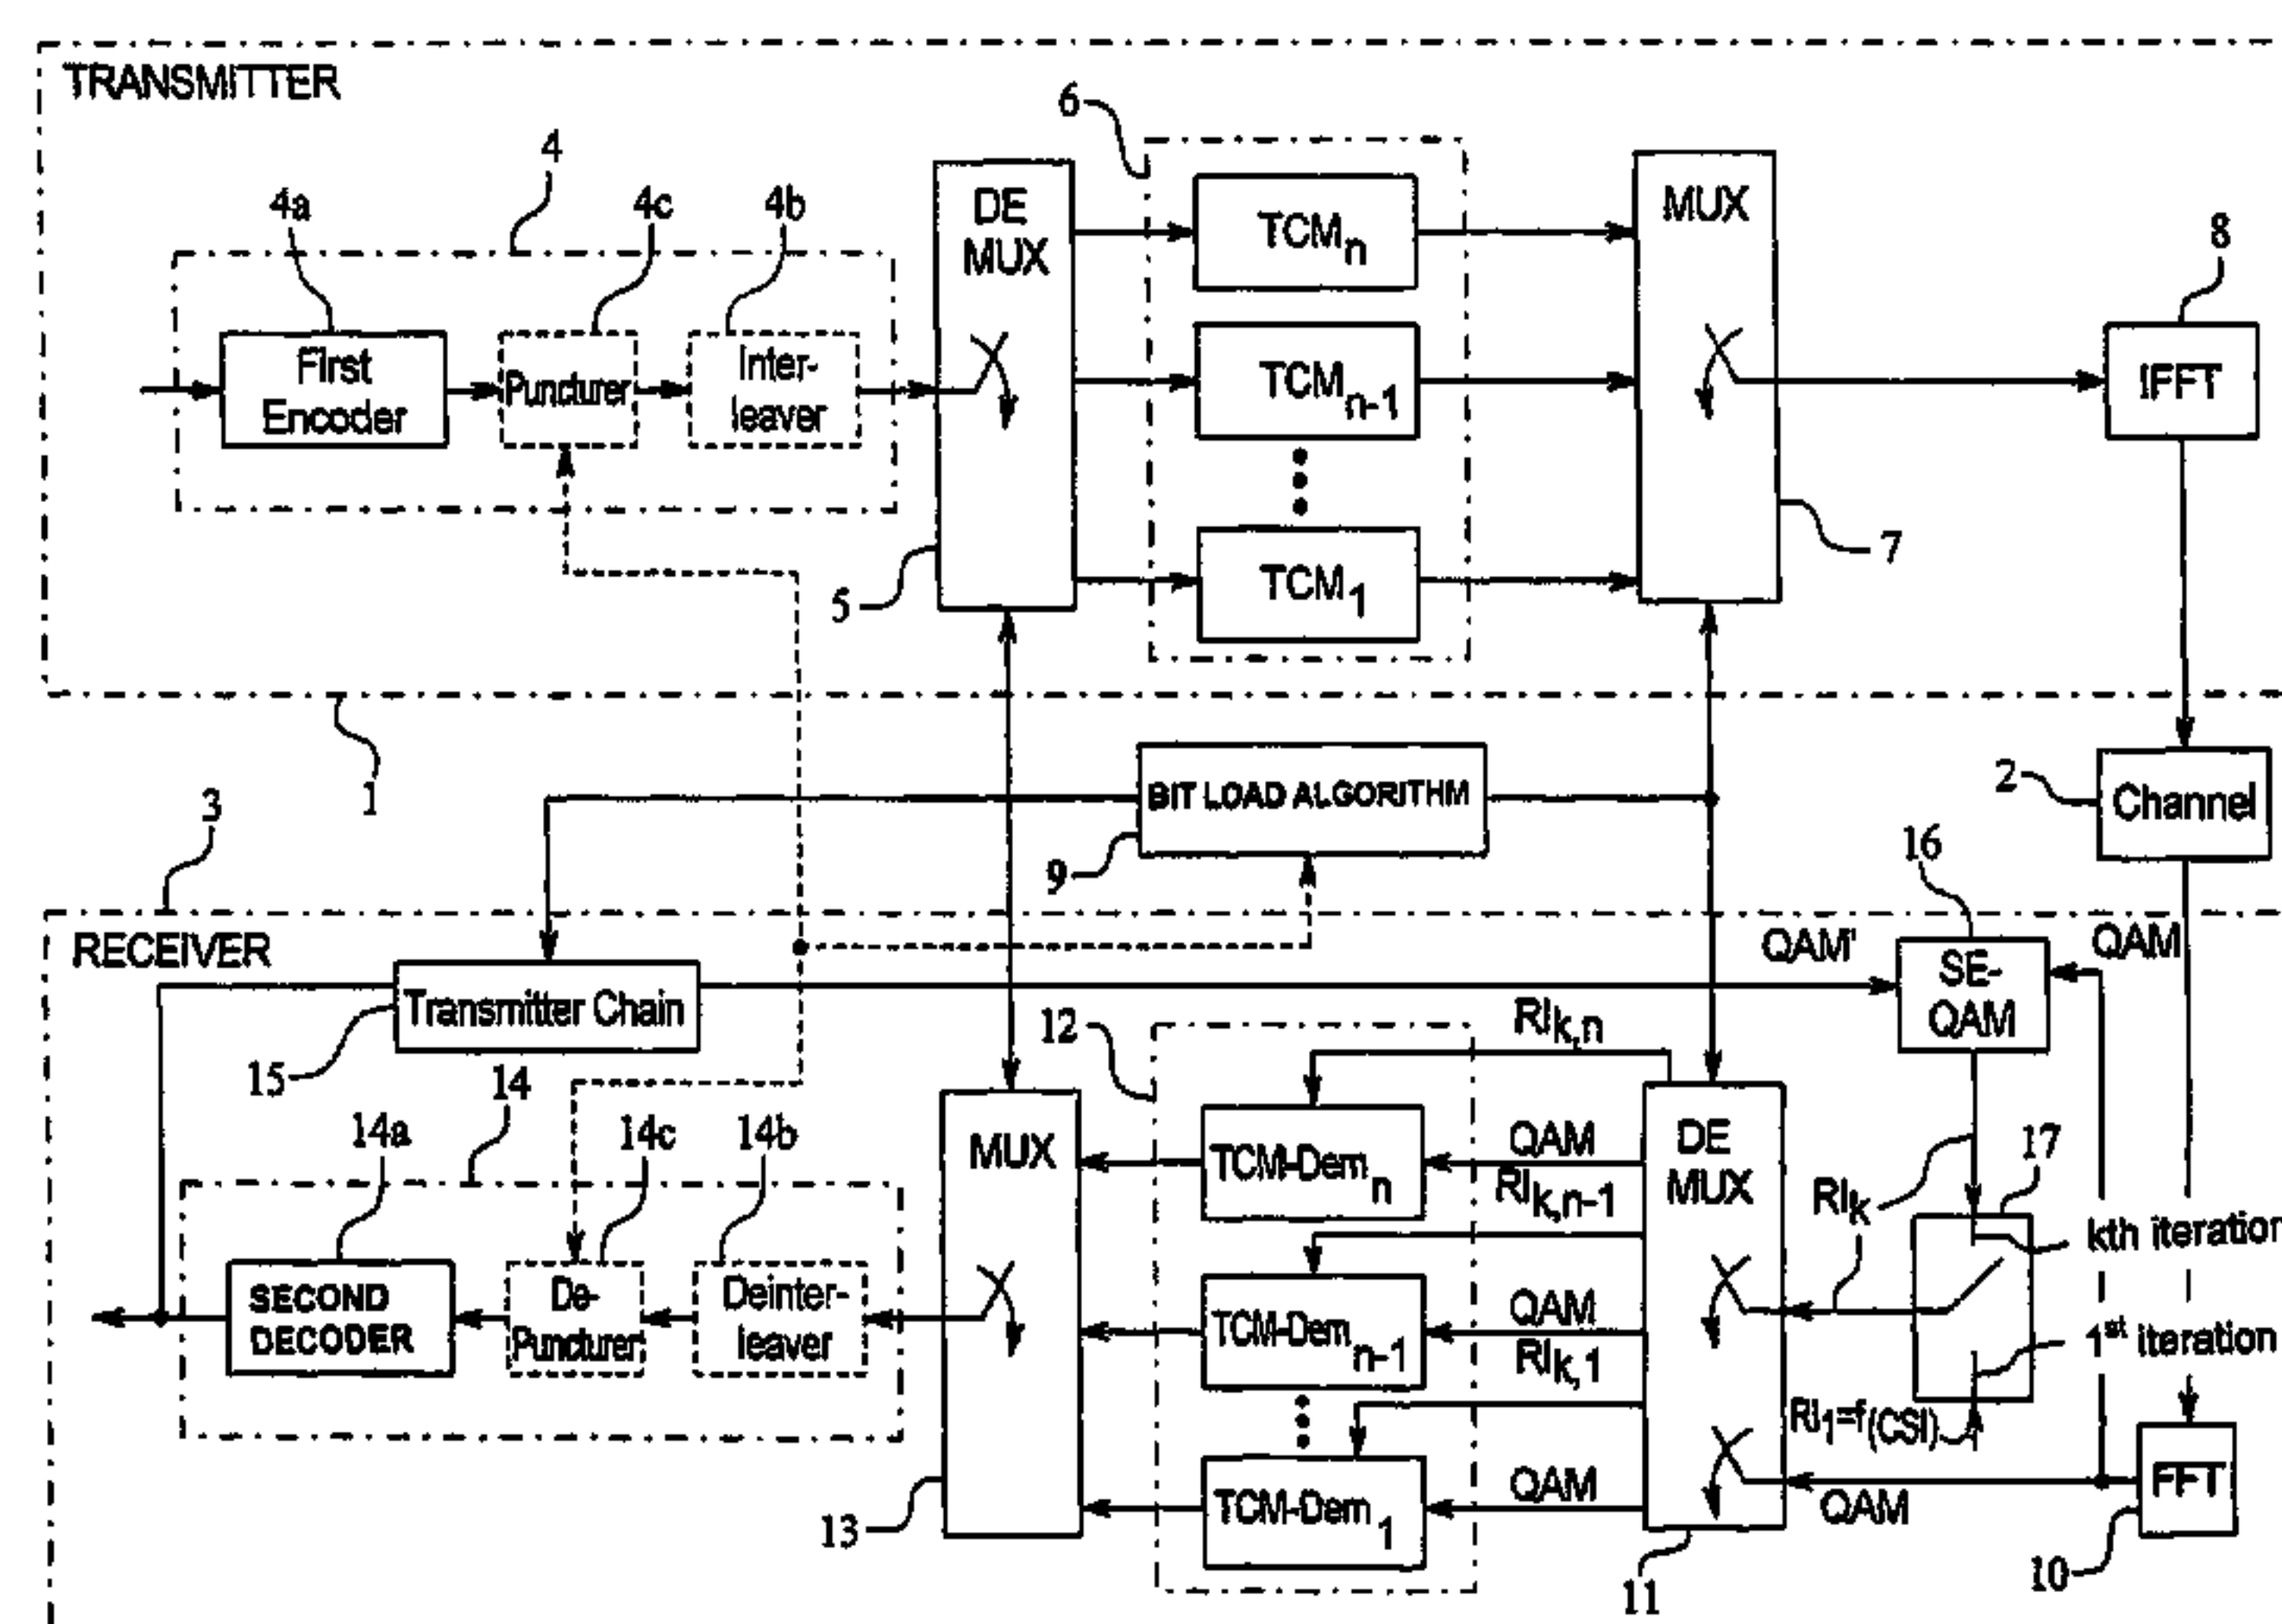 TRANSMITTER
6
4
4a
4c
4b
DE
MUX
TCMn
MUX
8
First
Encoder
Puncturer
Inter-
leaver
TCMn-1
IFFT
5
TCM1
7
1
BIT LOAD ALGORITHM
2
Channel
3
9
16
RECEIVER
QAM'
SE-
QAM
QAM
Transmitter Chain
12
RIk,n
15
14
14a
14c
14b
MUX
TCM-Demn
QAM
RIk,n-1
DE
MUX
RIk
17
kth iteration
SECOND
DECODER
De-
Puncturer
Deinter-
leaver
TCM-Demn-1
QAM
RIk,1
1st iteration
RI1=f(CSI)
13
TCM-Dem1
QAM
QAM
FFT
11
10